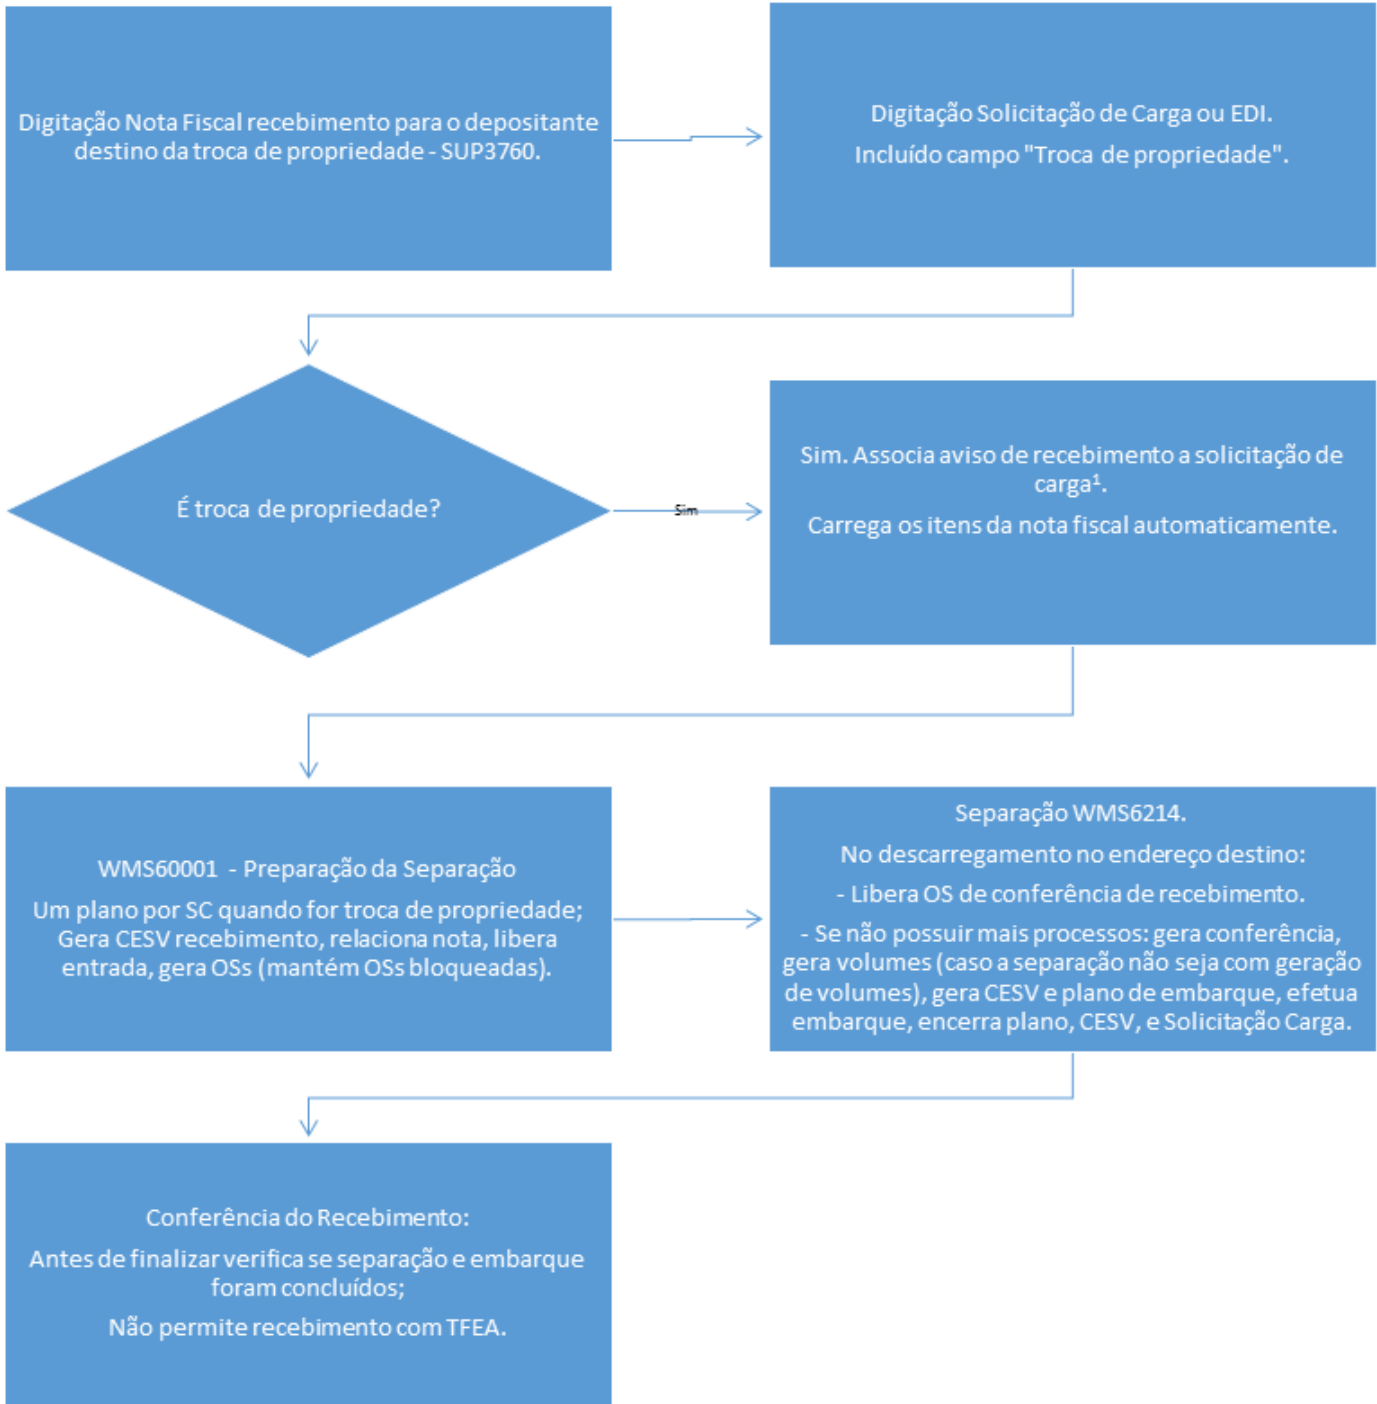 Digitação Nota Fiscal recebimento para o depositante
destino da troca de propriedade - SUP3760.
Digitação Solicitação de Carga ou EDI.
Incluído campo "Troca de propriedade".
É troca de propriedade?
Sim
Sim. Associa aviso de recebimento a solicitação de
carga¹.
Carrega os itens da nota fiscal automaticamente.
WMS60001 - Preparação da Separação
Um plano por SC quando for troca de propriedade;
Gera CESV recebimento, relaciona nota, libera
entrada, gera OSs (mantém OSs bloqueadas).
Separação WMS6214.
No descarregamento no endereço destino:
- Libera OS de conferência de recebimento.
- Se não possuir mais processos: gera conferência,
gera volumes (caso a separação não seja com geração
de volumes), gera CESV e plano de embarque, efetua
embarque, encerra plano, CESV, e Solicitação Carga.
Conferência do Recebimento:
Antes de finalizar verifica se separação e embarque
foram concluídos;
Não permite recebimento com TFEA.